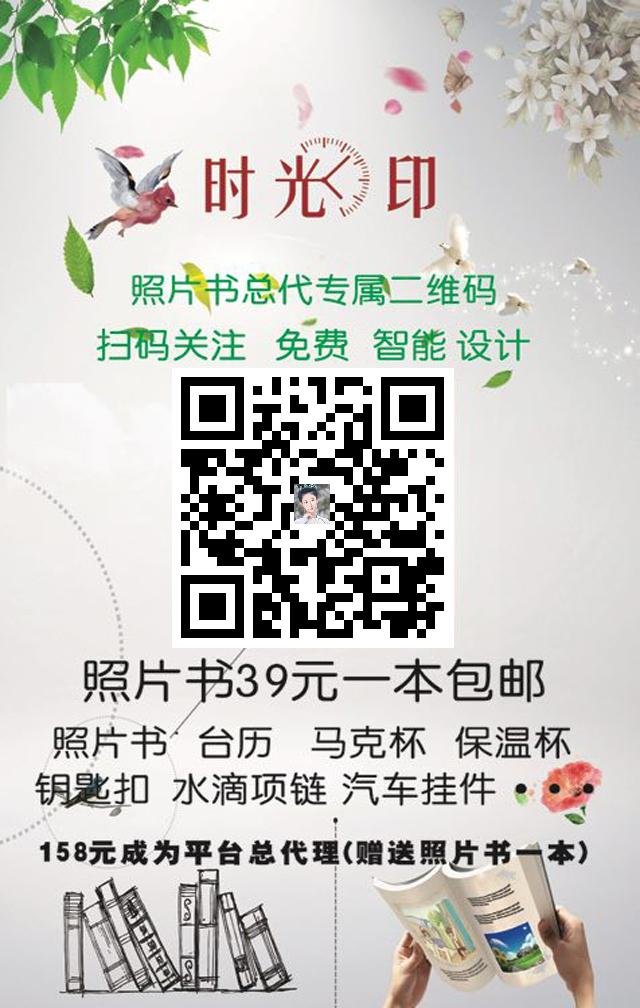 时光印
照片书总代专属二维码
扫码关注 免费 智能 设计
照片书39元一本包邮
照片书 台历 马克杯 保温杯
钥匙扣 水滴项链 汽车挂件
158元成为平台总代理(赠送照片书一本)